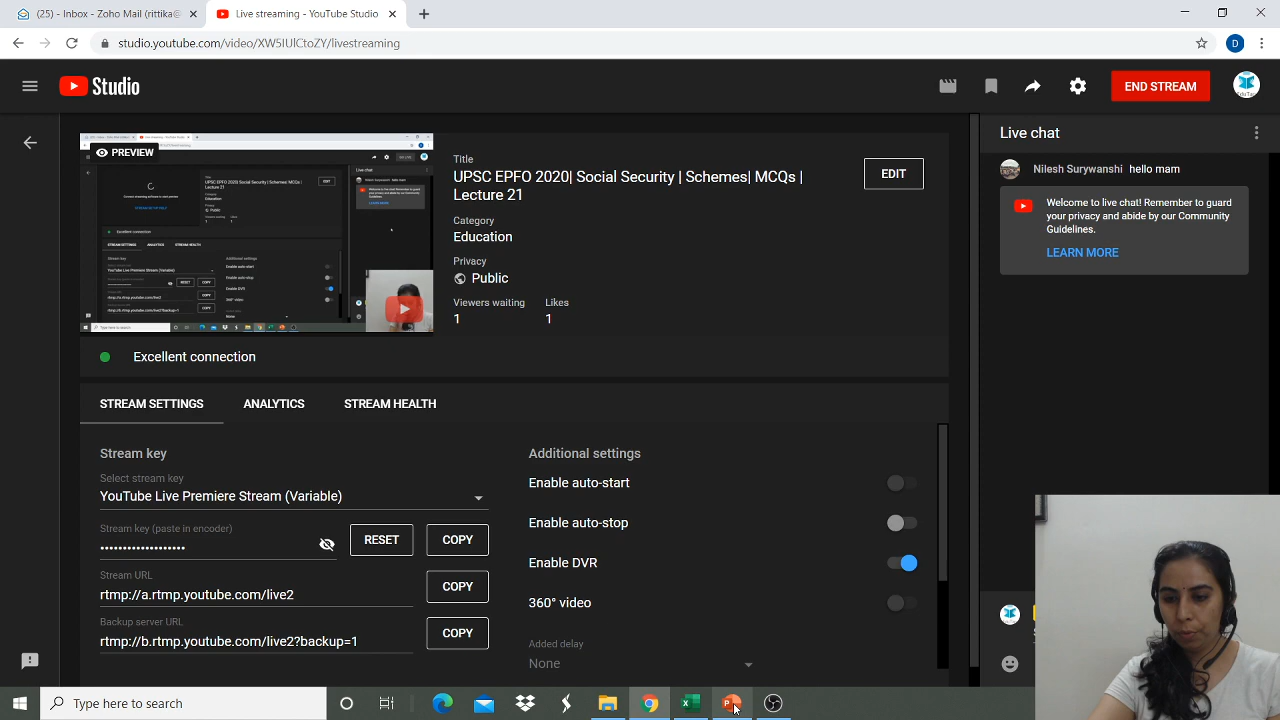 (25) - Inbox - Zoho Mail (rittika@
Live streaming - YouTube Studio
studio.youtube.com/video/XW5IUlCtoZY/livestreaming
D
Studio
END STREAM
PREVIEW
Title
UPSC EPFO 2020| Social Security | Schemes| MCQs |
Lecture 21
EDIT
Category
Education
Privacy
Public
Viewers waiting
Likes
1
1
Excellent connection
STREAM SETTINGS
ANALYTICS
STREAM HEALTH
Stream key
Select stream key
YouTube Live Premiere Stream (Variable)
Stream key (paste in encoder)
••••••••••••••••••
RESET
COPY
Stream URL
rtmp://a.rtmp.youtube.com/live2
COPY
Backup server URL
rtmp://b.rtmp.youtube.com/live2?backup=1
COPY
Additional settings
Enable auto-start
Enable auto-stop
Enable DVR
360° video
Added delay
None
Live chat
Nilesh Surywanshi hello mam
Welcome to live chat! Remember to guard
your privacy and abide by our Community
Guidelines.
LEARN MORE
Type here to search